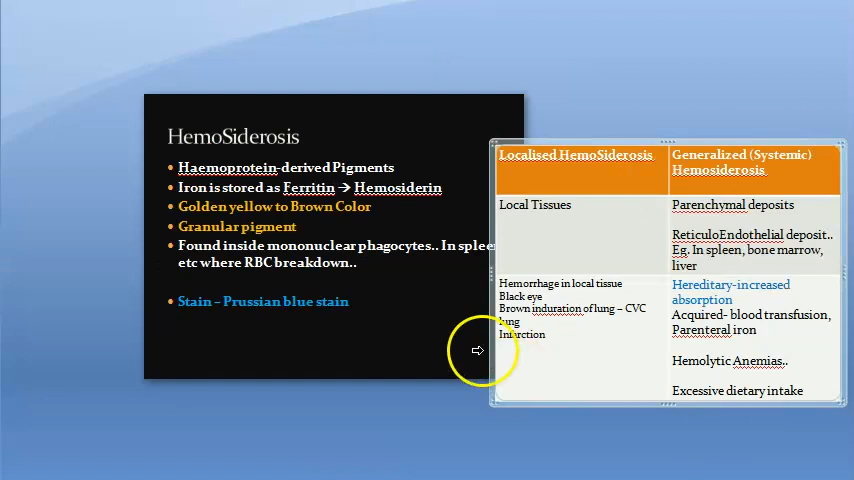 HemoSiderosis
• Haemoprotein-derived Pigments
• Iron is stored as Ferritin → Hemosiderin
• Golden yellow to Brown Color
• Granular pigment
• Found inside mononuclear phagocytes.. In spleen
etc where RBC breakdown..
• Stain – Prussian blue stain
Localised HemoSiderosis
Generalized (Systemic)
Hemosiderosis
Local Tissues
Parenchymal deposits
ReticuloEndothelial deposit..
Eg. In spleen, bone marrow,
liver
Hemorrhage in local tissue
Black eye
Brown induration of lung – CVC
lung
Infarction
Hereditary-increased
absorption
Acquired- blood transfusion,
Parenteral iron
Hemolytic Anemias..
Excessive dietary intake